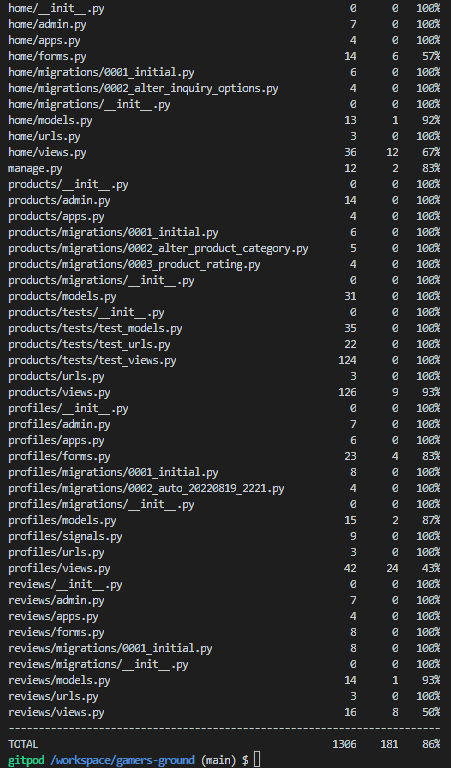 home/__init__.py 0 0 100%
home/admin.py 7 0 100%
home/apps.py 4 0 100%
home/forms.py 14 6 57%
home/migrations/0001_initial.py 6 0 100%
home/migrations/0002_alter_inquiry_options.py 4 0 100%
home/migrations/__init__.py 0 0 100%
home/models.py 13 1 92%
home/urls.py 3 0 100%
home/views.py 36 12 67%
manage.py 12 2 83%
products/__init__.py 0 0 100%
products/admin.py 14 0 100%
products/apps.py 4 0 100%
products/migrations/0001_initial.py 6 0 100%
products/migrations/0002_alter_product_category.py 5 0 100%
products/migrations/0003_product_rating.py 4 0 100%
products/migrations/__init__.py 0 0 100%
products/models.py 31 0 100%
products/tests/__init__.py 0 0 100%
products/tests/test_models.py 35 0 100%
products/tests/test_urls.py 22 0 100%
products/tests/test_views.py 124 0 100%
products/urls.py 3 0 100%
products/views.py 126 9 93%
profiles/__init__.py 0 0 100%
profiles/admin.py 7 0 100%
profiles/apps.py 6 0 100%
profiles/forms.py 23 4 83%
profiles/migrations/0001_initial.py 8 0 100%
profiles/migrations/0002_auto_20220819_2221.py 4 0 100%
profiles/migrations/__init__.py 0 0 100%
profiles/models.py 15 2 87%
profiles/signals.py 9 0 100%
profiles/urls.py 3 0 100%
profiles/views.py 42 24 43%
reviews/__init__.py 0 0 100%
reviews/admin.py 7 0 100%
reviews/apps.py 4 0 100%
reviews/forms.py 8 0 100%
reviews/migrations/0001_initial.py 8 0 100%
reviews/migrations/__init__.py 0 0 100%
reviews/models.py 14 1 93%
reviews/urls.py 3 0 100%
reviews/views.py 16 8 50%
------------------------------------------------------------------------
TOTAL 1306 181 86%
gitpod /workspace/gamers-ground (main) $